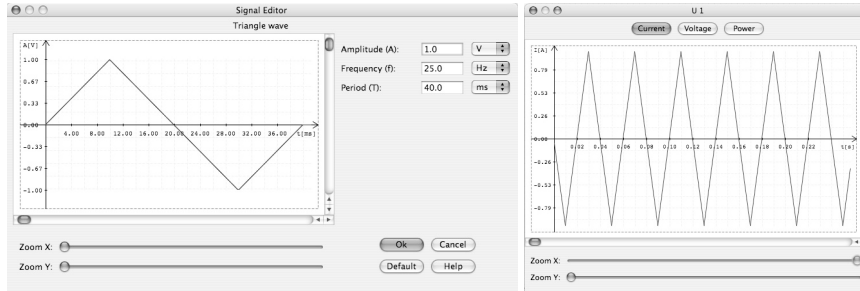 Signal Editor
Triangle wave
A[V]
1.00
0.67
0.33
0.00
-0.33
-0.67
-1.00
4.00 8.00 12.00 16.00 20.00 24.00 28.00 32.00 36.00 t[ms]
Amplitude (A): 1.0 V
Frequency (f): 25.0 Hz
Period (T): 40.0 ms
Zoom X:
Zoom Y:
Ok Cancel
Default Help
U 1
Current Voltage Power
I[A]
0.79
0.53
0.26
0.00
-0.26
-0.53
-0.79
0.02 0.04 0.06 0.08 0.10 0.12 0.14 0.16 0.18 0.20 0.22 t[s]
Zoom X:
Zoom Y: